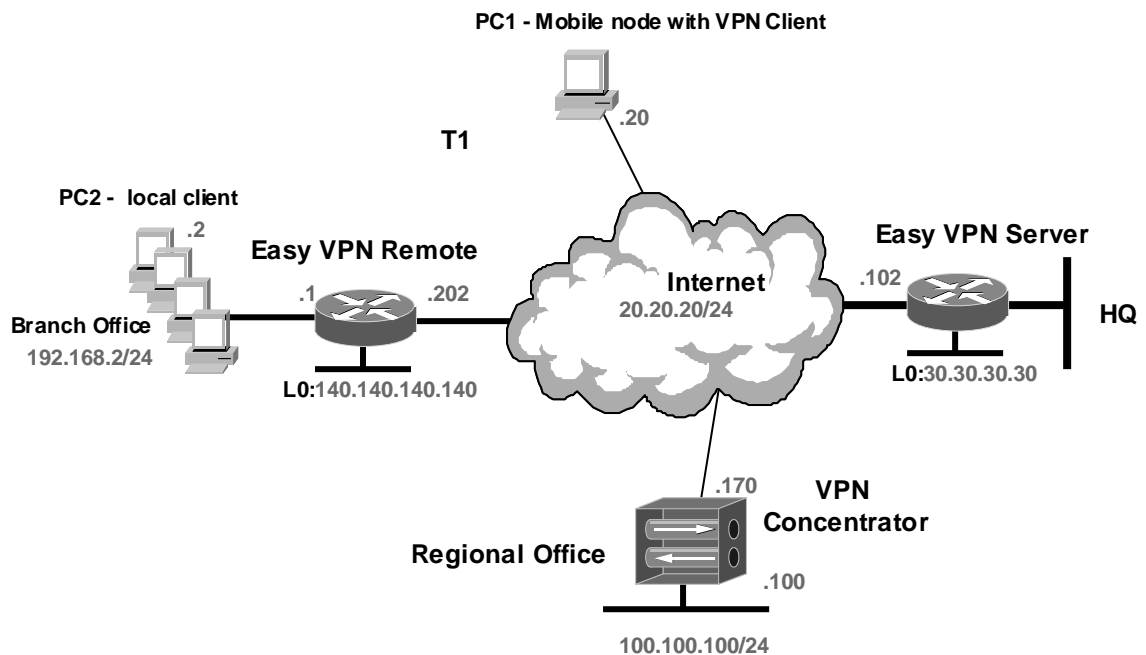 PC1 - Mobile node with VPN Client
.20
T1
PC2 - local client
.2
Easy VPN Remote
Easy VPN Server
.1
.202
Internet
.102
20.20.20/24
Branch Office
HQ
192.168.2/24
L0:140.140.140.140
L0:30.30.30.30
.170
VPN
Concentrator
Regional Office
.100
100.100.100/24